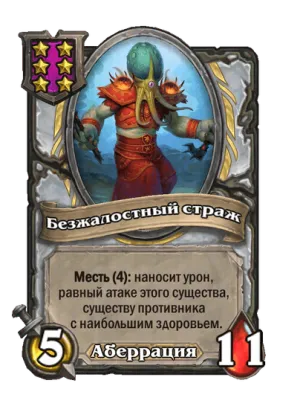 Безжалостный страж
Месть (4): наносит урон,
равный атаке этого существа,
существу противника
с наибольшим здоровьем.
5
Аберрация
11